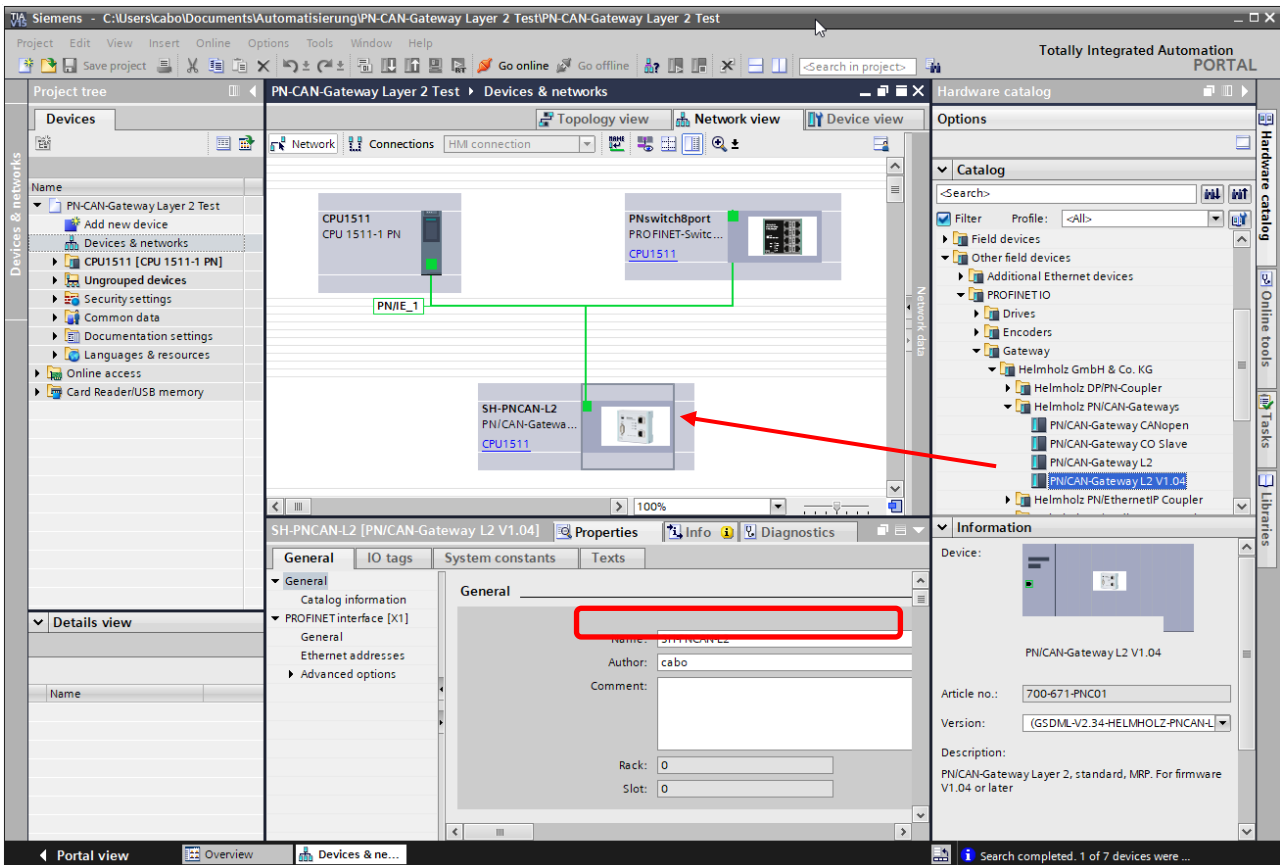 Siemens - C:\Users\cabo\Documents\Automatisierung\PN-CAN-Gateway Layer 2 Test\PN-CAN-Gateway Layer 2 Test
Project Edit View Insert Online Options Tools Window Help
Totally Integrated Automation
PORTAL
Save project
Go online
Go offline
<Search in project>
Project tree
Devices
Devices & networks
Name
PN-CAN-Gateway Layer 2 Test
Add new device
Devices & networks
CPU1511 [CPU 1511-1 PN]
Ungrouped devices
Security settings
Common data
Documentation settings
Languages & resources
Online access
Card Reader/USB memory
Details view
Name
PN-CAN-Gateway Layer 2 Test
Devices & networks
Topology view
Network view
Device view
Network
Connections
HMI connection
CPU1511
CPU 1511-1 PN
PNswitch8port
PROFINET-Switc...
CPU1511
PN/IE_1
SH-PNCAN-L2
PN/CAN-Gatewa...
CPU1511
Network data
100%
SH-PNCAN-L2 [PN/CAN-Gateway L2 V1.04]
Properties
Info
Diagnostics
General
IO tags
System constants
Texts
General
Catalog information
PROFINET interface [X1]
General
Ethernet addresses
Advanced options
General
Name: SH-PNCAN-L2
Author: cabo
Comment:
Rack: 0
Slot: 0
Hardware catalog
Options
Catalog
<Search>
Filter Profile: <All>
Field devices
Other field devices
Additional Ethernet devices
PROFINET IO
Drives
Encoders
Gateway
Helmholz GmbH & Co. KG
Helmholz DP/PN-Coupler
Helmholz PN/CAN-Gateways
PN/CAN-Gateway CANopen
PN/CAN-Gateway CO Slave
PN/CAN-Gateway L2
PN/CAN-Gateway L2 V1.04
Helmholz PN/EthernetIP Coupler
Information
Device:
PN/CAN-Gateway L2 V1.04
Article no.: 700-671-PNC01
Version: (GSDML-V2.34-HELMHOLZ-PNCAN-L
Description:
PN/CAN-Gateway Layer 2, standard, MRP. For firmware
V1.04 or later
Hardware catalog
Online tools
Tasks
Libraries
Portal view
Overview
Devices & ne...
Search completed. 1 of 7 devices were ...